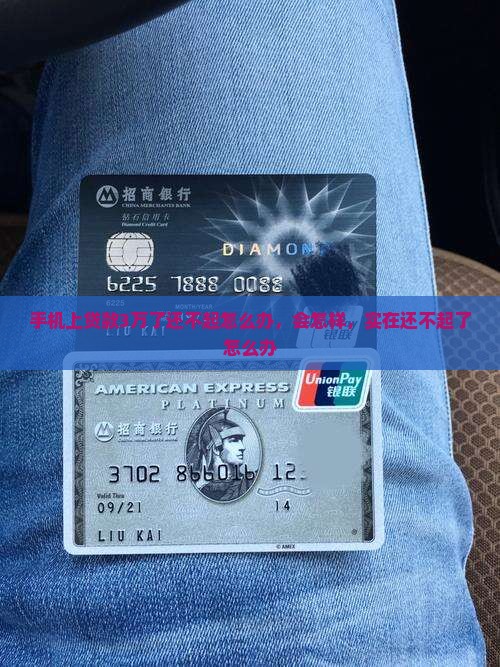 招商银行
CHINA MERCHANTS BANK
钻石信用卡
Diamond Credit Card
DIAMON
6225 7888 0088
MONTH/YEAR
手机上贷款万了还不起怎么办，会怎样，实在还不起了
怎么办
LIU KAI
UnionPay
银联
AMERICAN EXPRESS
PLATINUM
招商银行
3702 866016 12
Valid Thru
09/21
14
LIU KAI
© AMEX